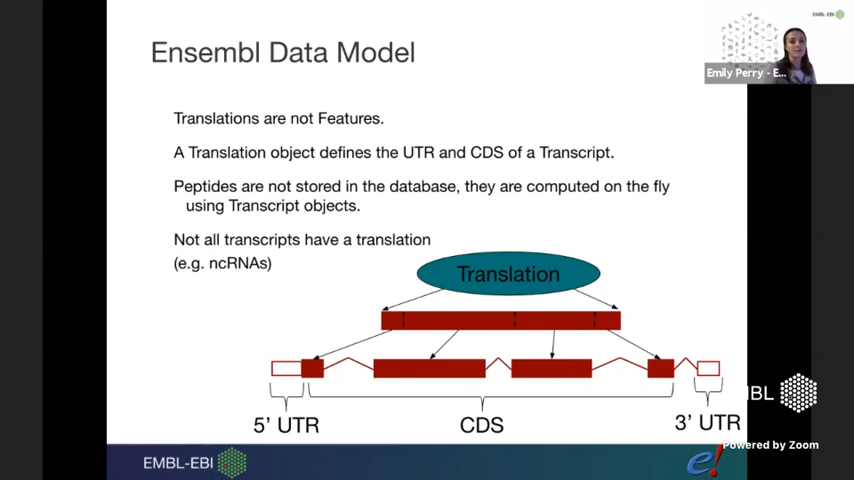 EMBL-EBI
Ensembl Data Model
Emily Perry - E...
Translations are not Features.
A Translation object defines the UTR and CDS of a Transcript.
Peptides are not stored in the database, they are computed on the fly
using Transcript objects.
Not all transcripts have a translation
(e.g. ncRNAs)
Translation
5' UTR
CDS
3' UTR
BL
Powered by Zoom
EMBL-EBI
e!